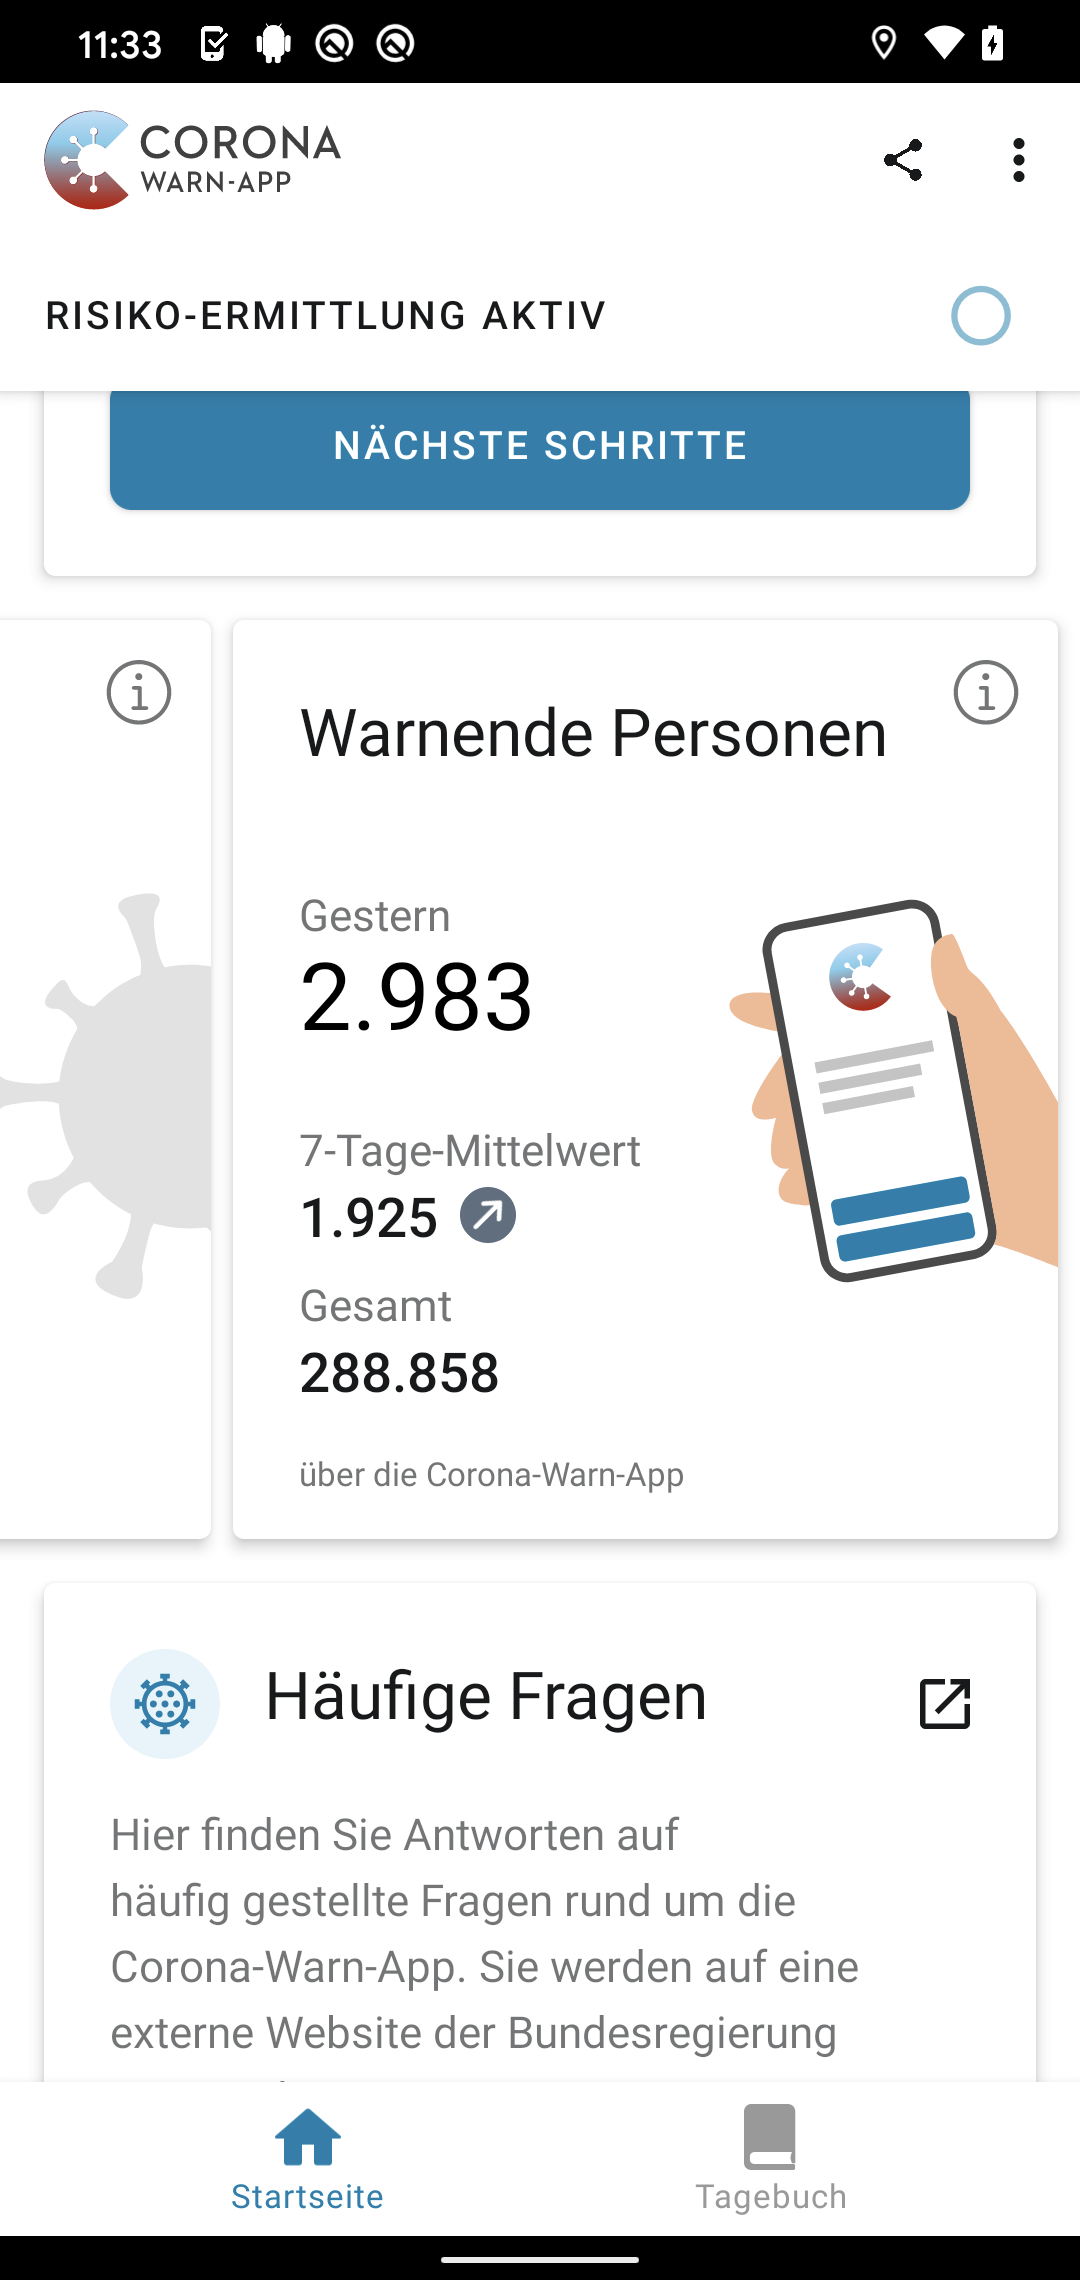 11:33
CORONA
WARN-APP
RISIKO-ERMITTLUNG AKTIV
NÄCHSTE SCHRITTE
Warnende Personen
Gestern
2.983
7-Tage-Mittelwert
1.925
Gesamt
288.858
über die Corona-Warn-App
Häufige Fragen
Hier finden Sie Antworten auf
häufig gestellte Fragen rund um die
Corona-Warn-App. Sie werden auf eine
externe Website der Bundesregierung
Startseite
Tagebuch